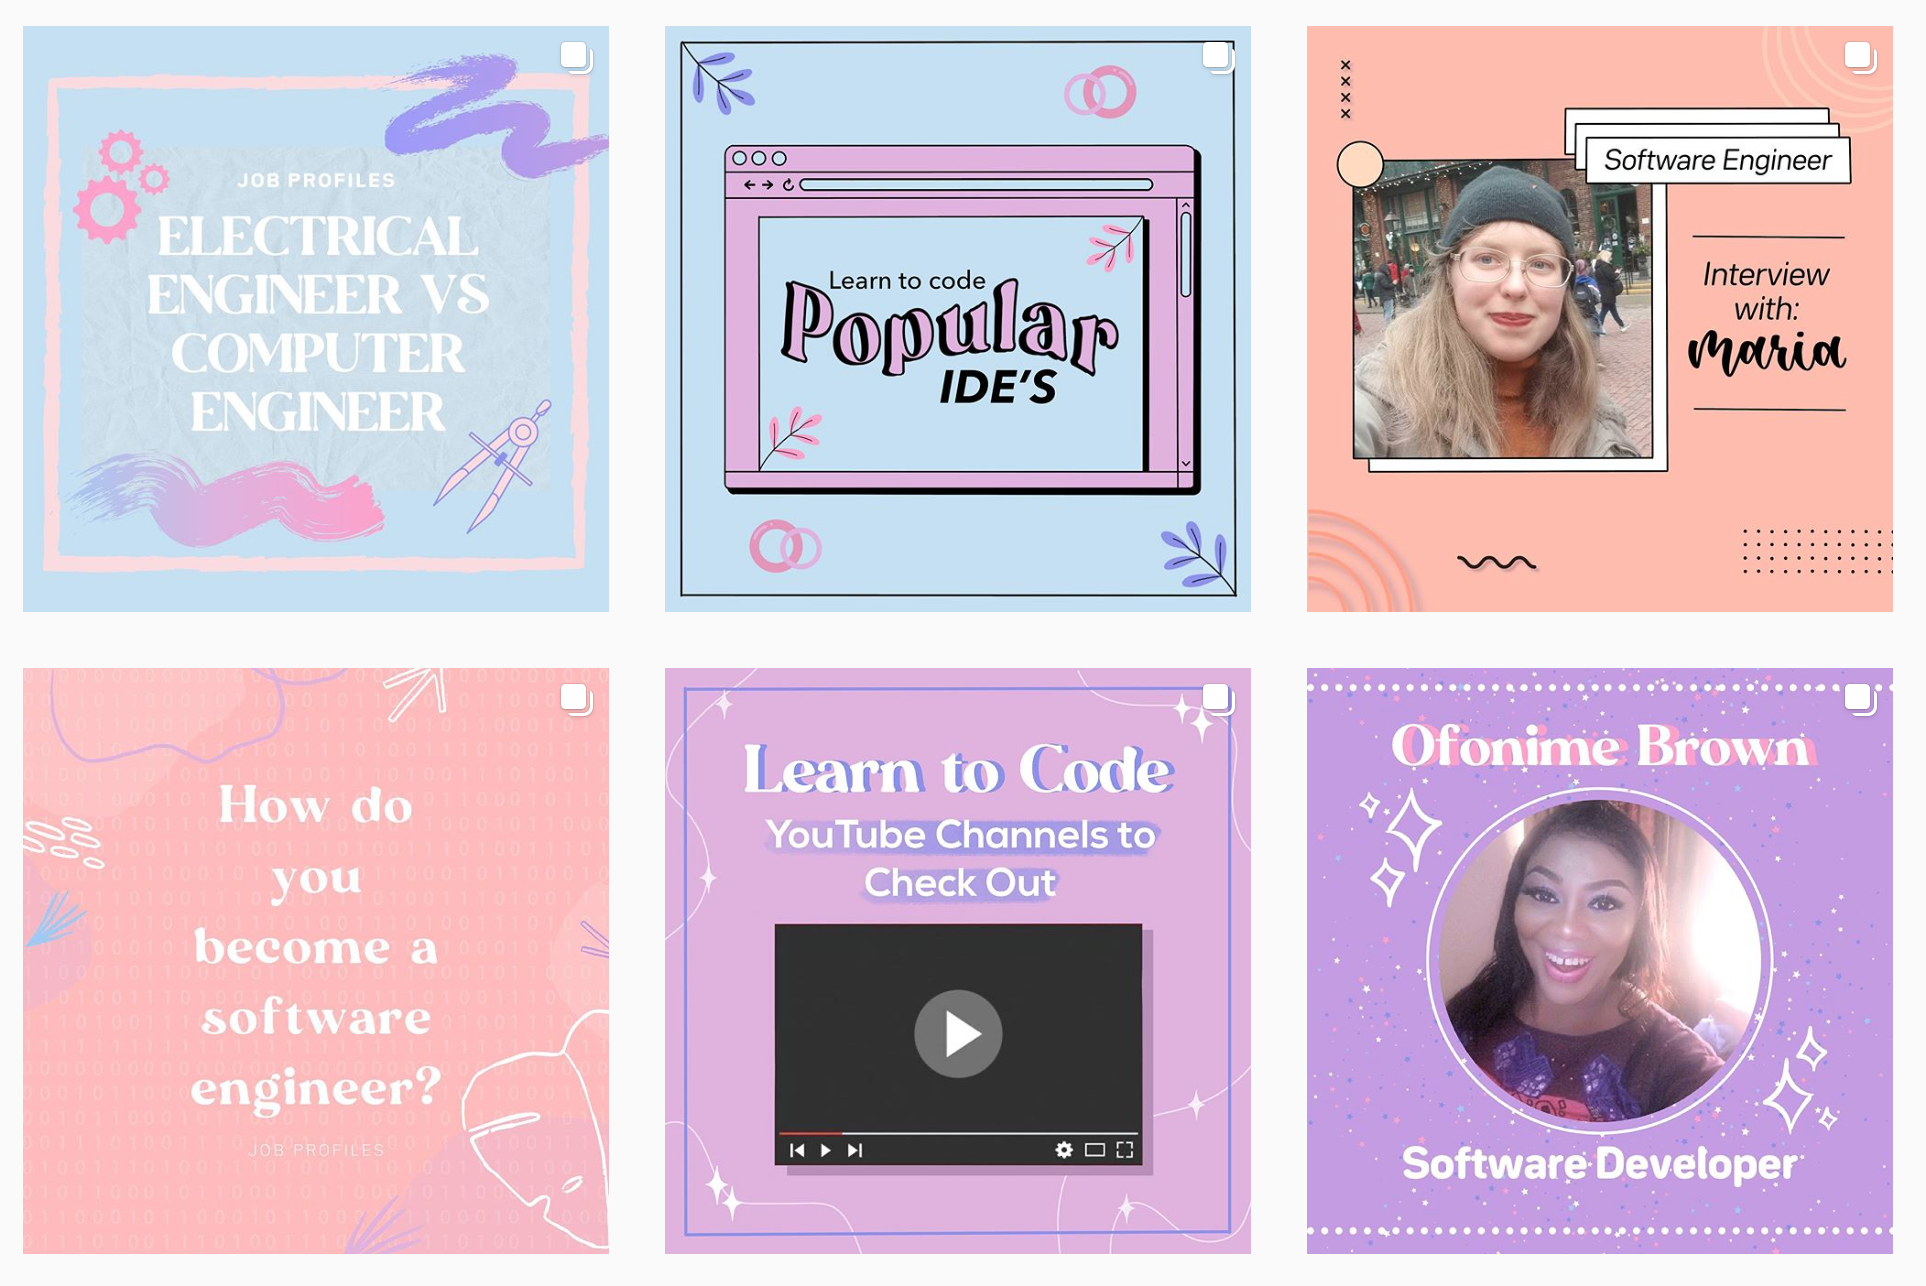 JOB PROFILES
ELECTRICAL
ENGINEER VS
COMPUTER
ENGINEER
Learn to code
Popular
IDE'S
Software Engineer
Interview
with:
maria
How do
you
become a
software
engineer?
JOB PROFILES
Learn to Code
YouTube Channels to
Check Out
Ofonime Brown
Software Developer